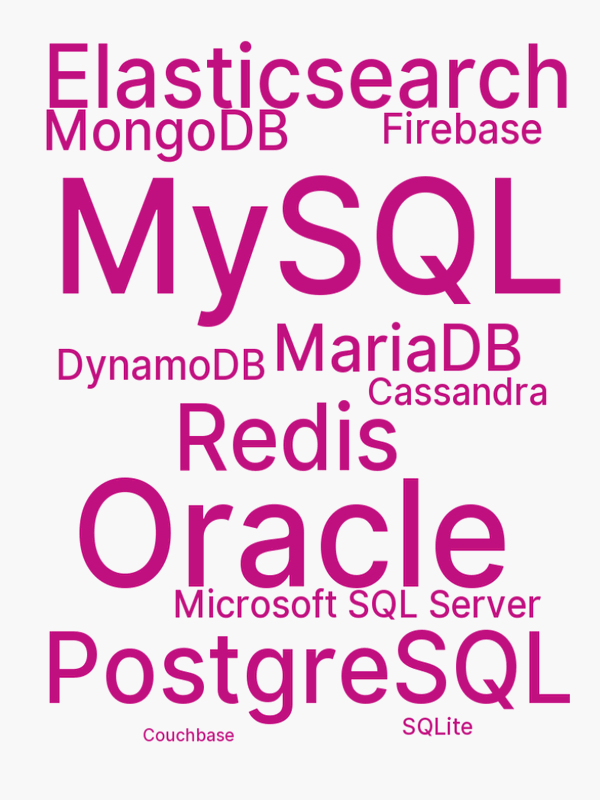 Elasticsearch
MongoDB Firebase
MySQL
DynamoDB MariaDB
Cassandra
Redis
Oracle
Microsoft SQL Server
PostgreSQL
Couchbase SQLite